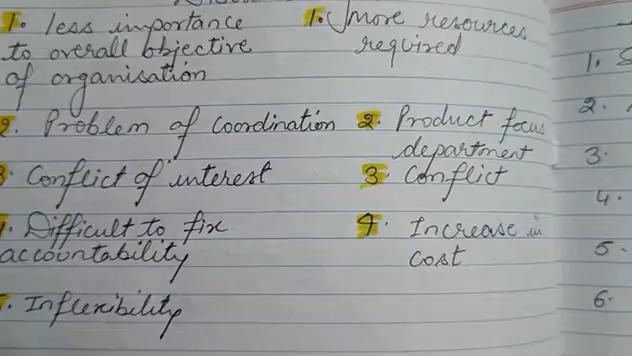 1. less importance
to overall objective
of organisation
2. Problem of coordination
3. Conflict of interest
4. Difficult to fix
accountability
5. Inflexibility
1. more resources
required
2. Product focus
department
3. Conflict
4. Increase in
cost
1. S
2.
3.
4.
5.
6.